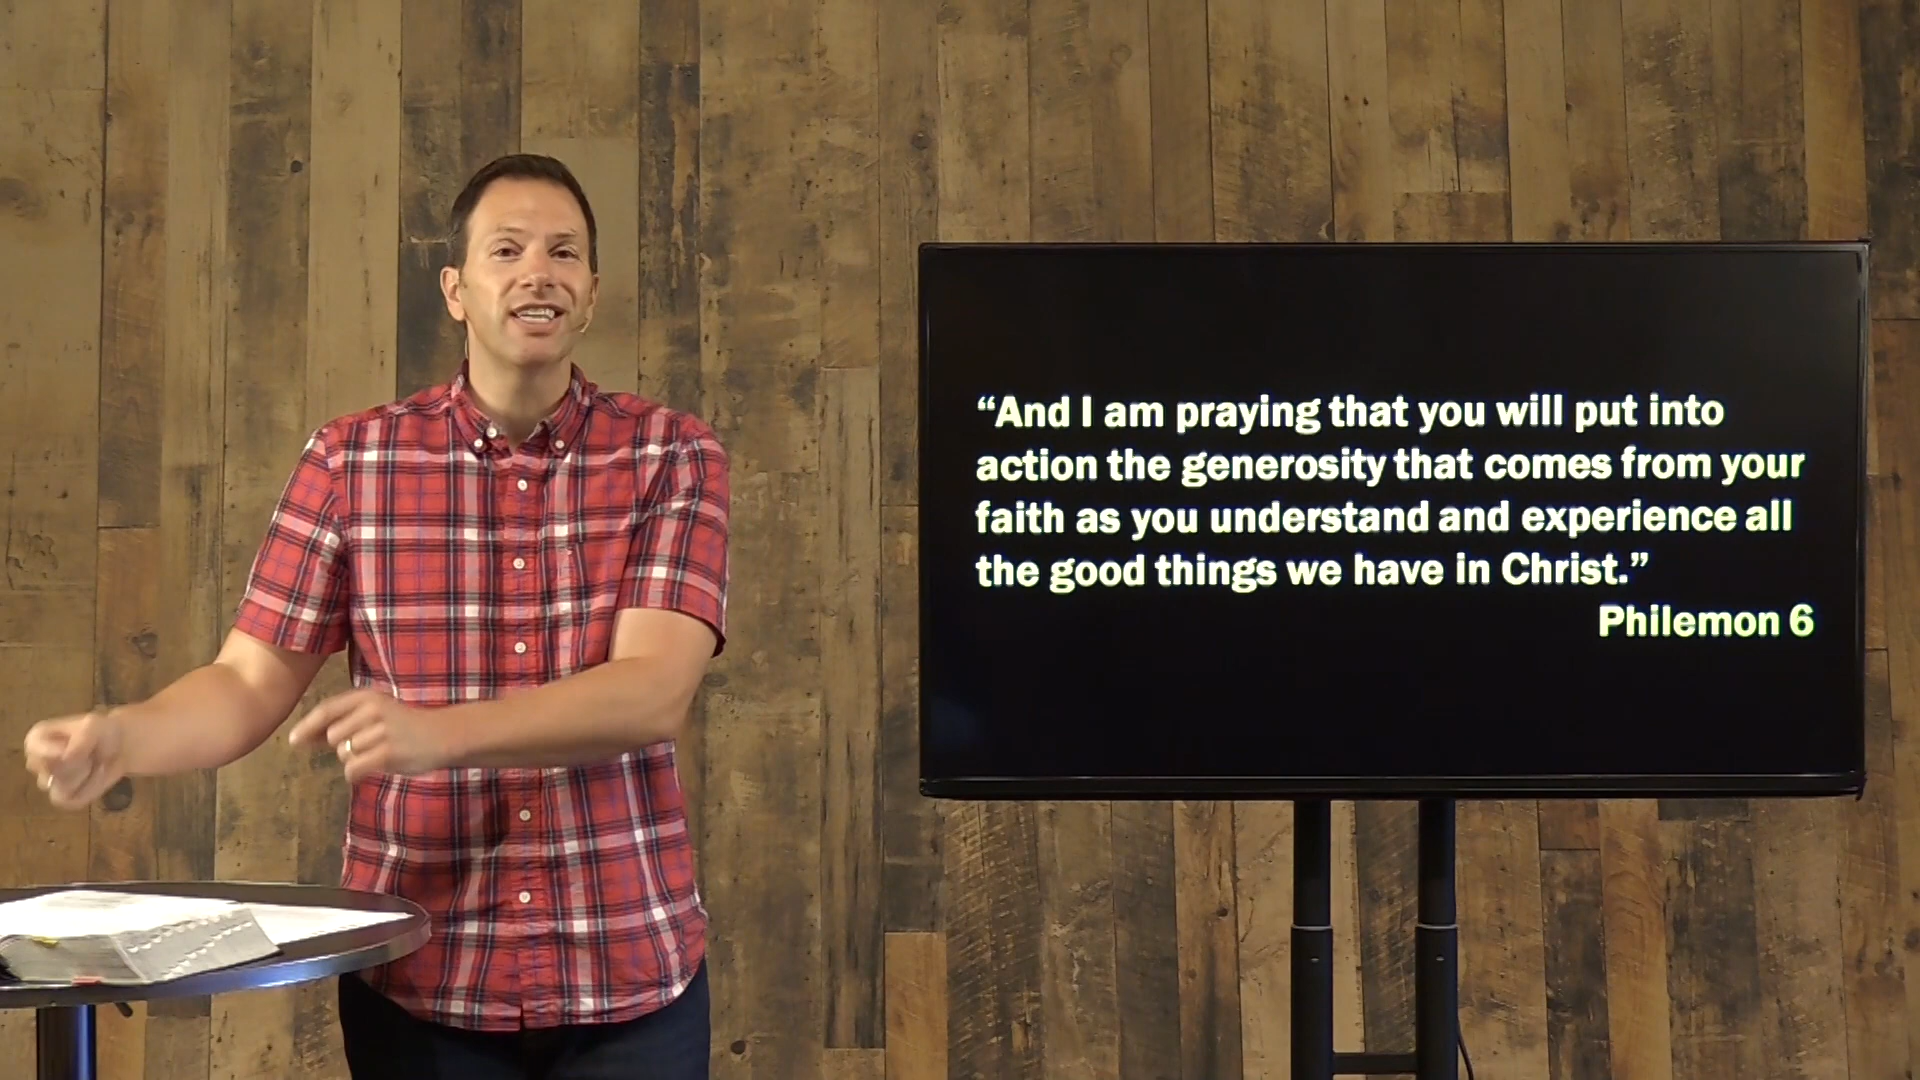 “And I am praying that you will put into
action the generosity that comes from your
faith as you understand and experience all
the good things we have in Christ.”
Philemon 6